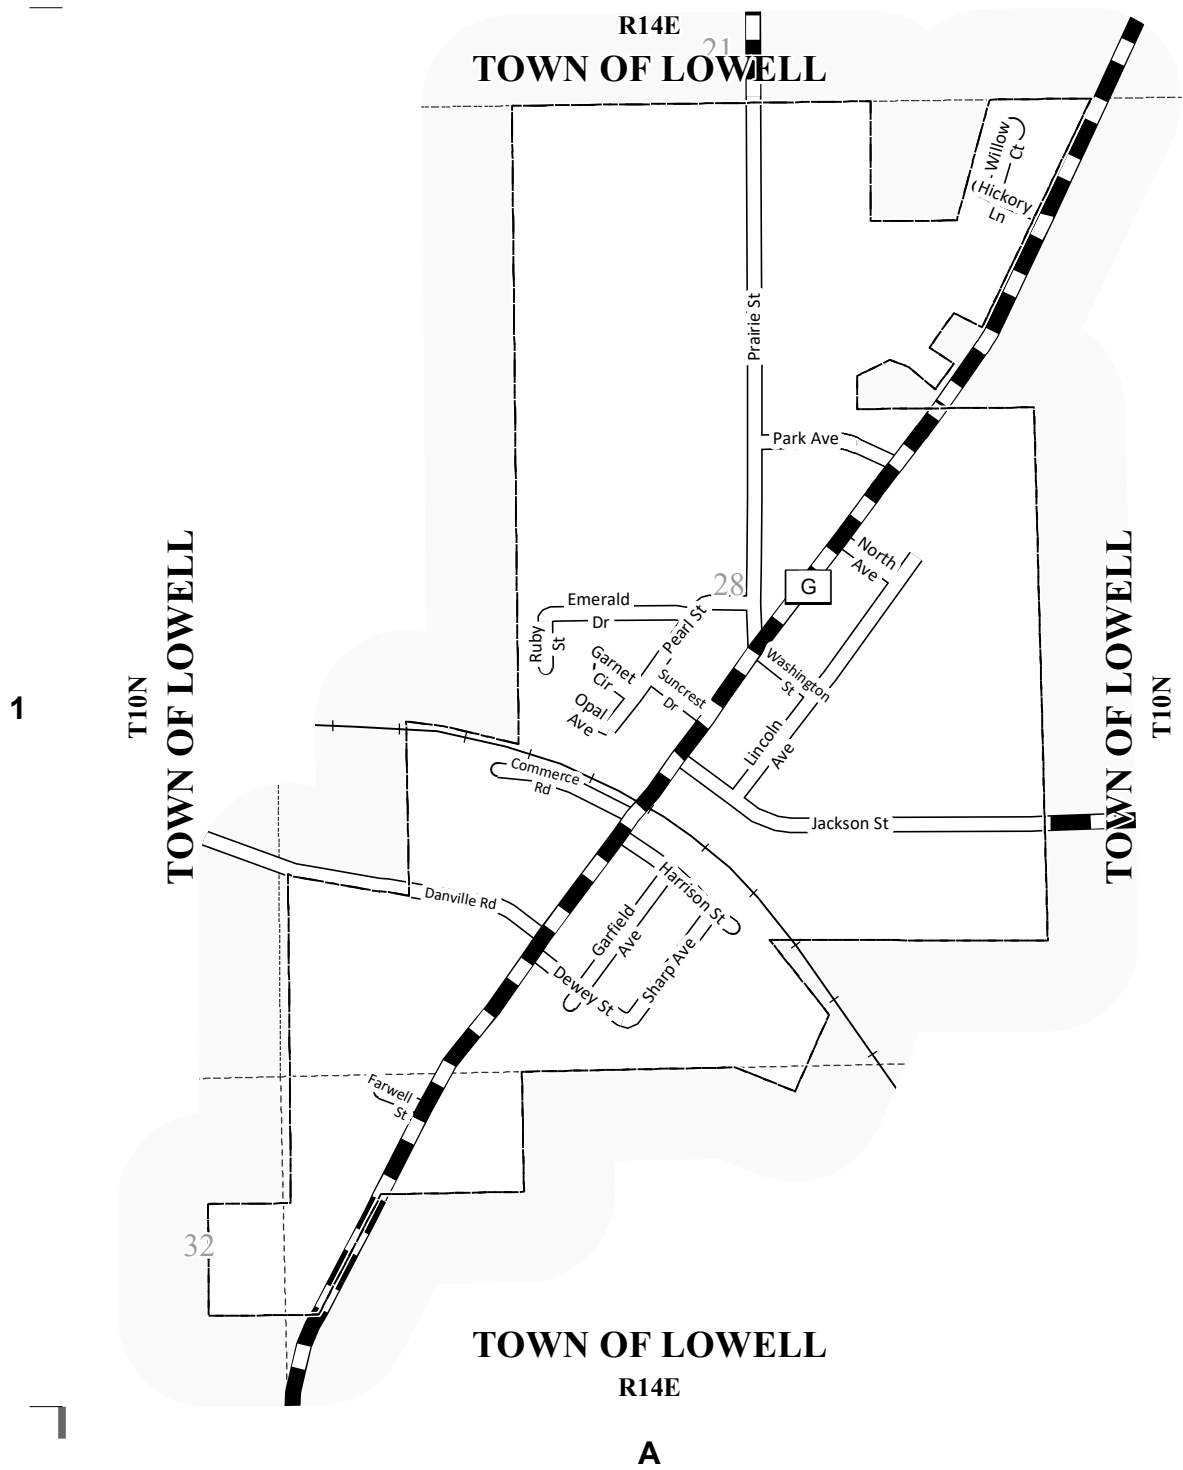 R14E
21
TOWN OF LOWELL
Willow
Ct
Hickory
Ln
Prairie St
Park Ave
North
Ave
28
G
Emerald
Dr
Pearl St
Ruby
St
Garnet
Cir
Suncrest
Dr
Washington
St
Opal
Ave
Lincoln
Ave
1
T10N
TOWN OF LOWELL
TOWN OF LOWELL
T10N
Commerce
Rd
Jackson St
Harrison St
Danville Rd
Garfield
Ave
Sharp Ave
Dewey St
Farwell
St
32
TOWN OF LOWELL
R14E
A